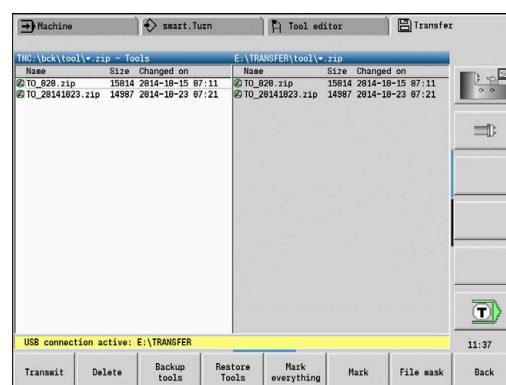 Machine
smart.Turn
Tool editor
Transfer
TNC:\bck\tool\*.zip - Tools
E:\TRANSFER\tool\*.zip
Name Size Changed on
Name Size Changed on
TO_020.zip 15014 2014-10-15 07:11
TO_020.zip 15014 2014-10-15 07:11
TO_20141023.zip 14987 2014-10-23 07:21
TO_20141023.zip 14987 2014-10-23 07:21
T
USB connection active: E:\TRANSFER
11:37
Transmit
Delete
Backup
tools
Restore
Tools
Mark
everything
Mark
File mask
Back